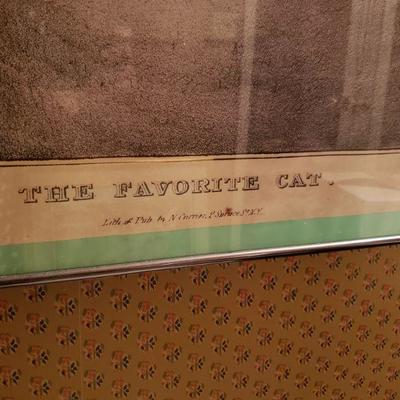 THE FAVORITE CAT.
Lith. & Pub. by N. Currier, 2 Spruce St. N.Y.